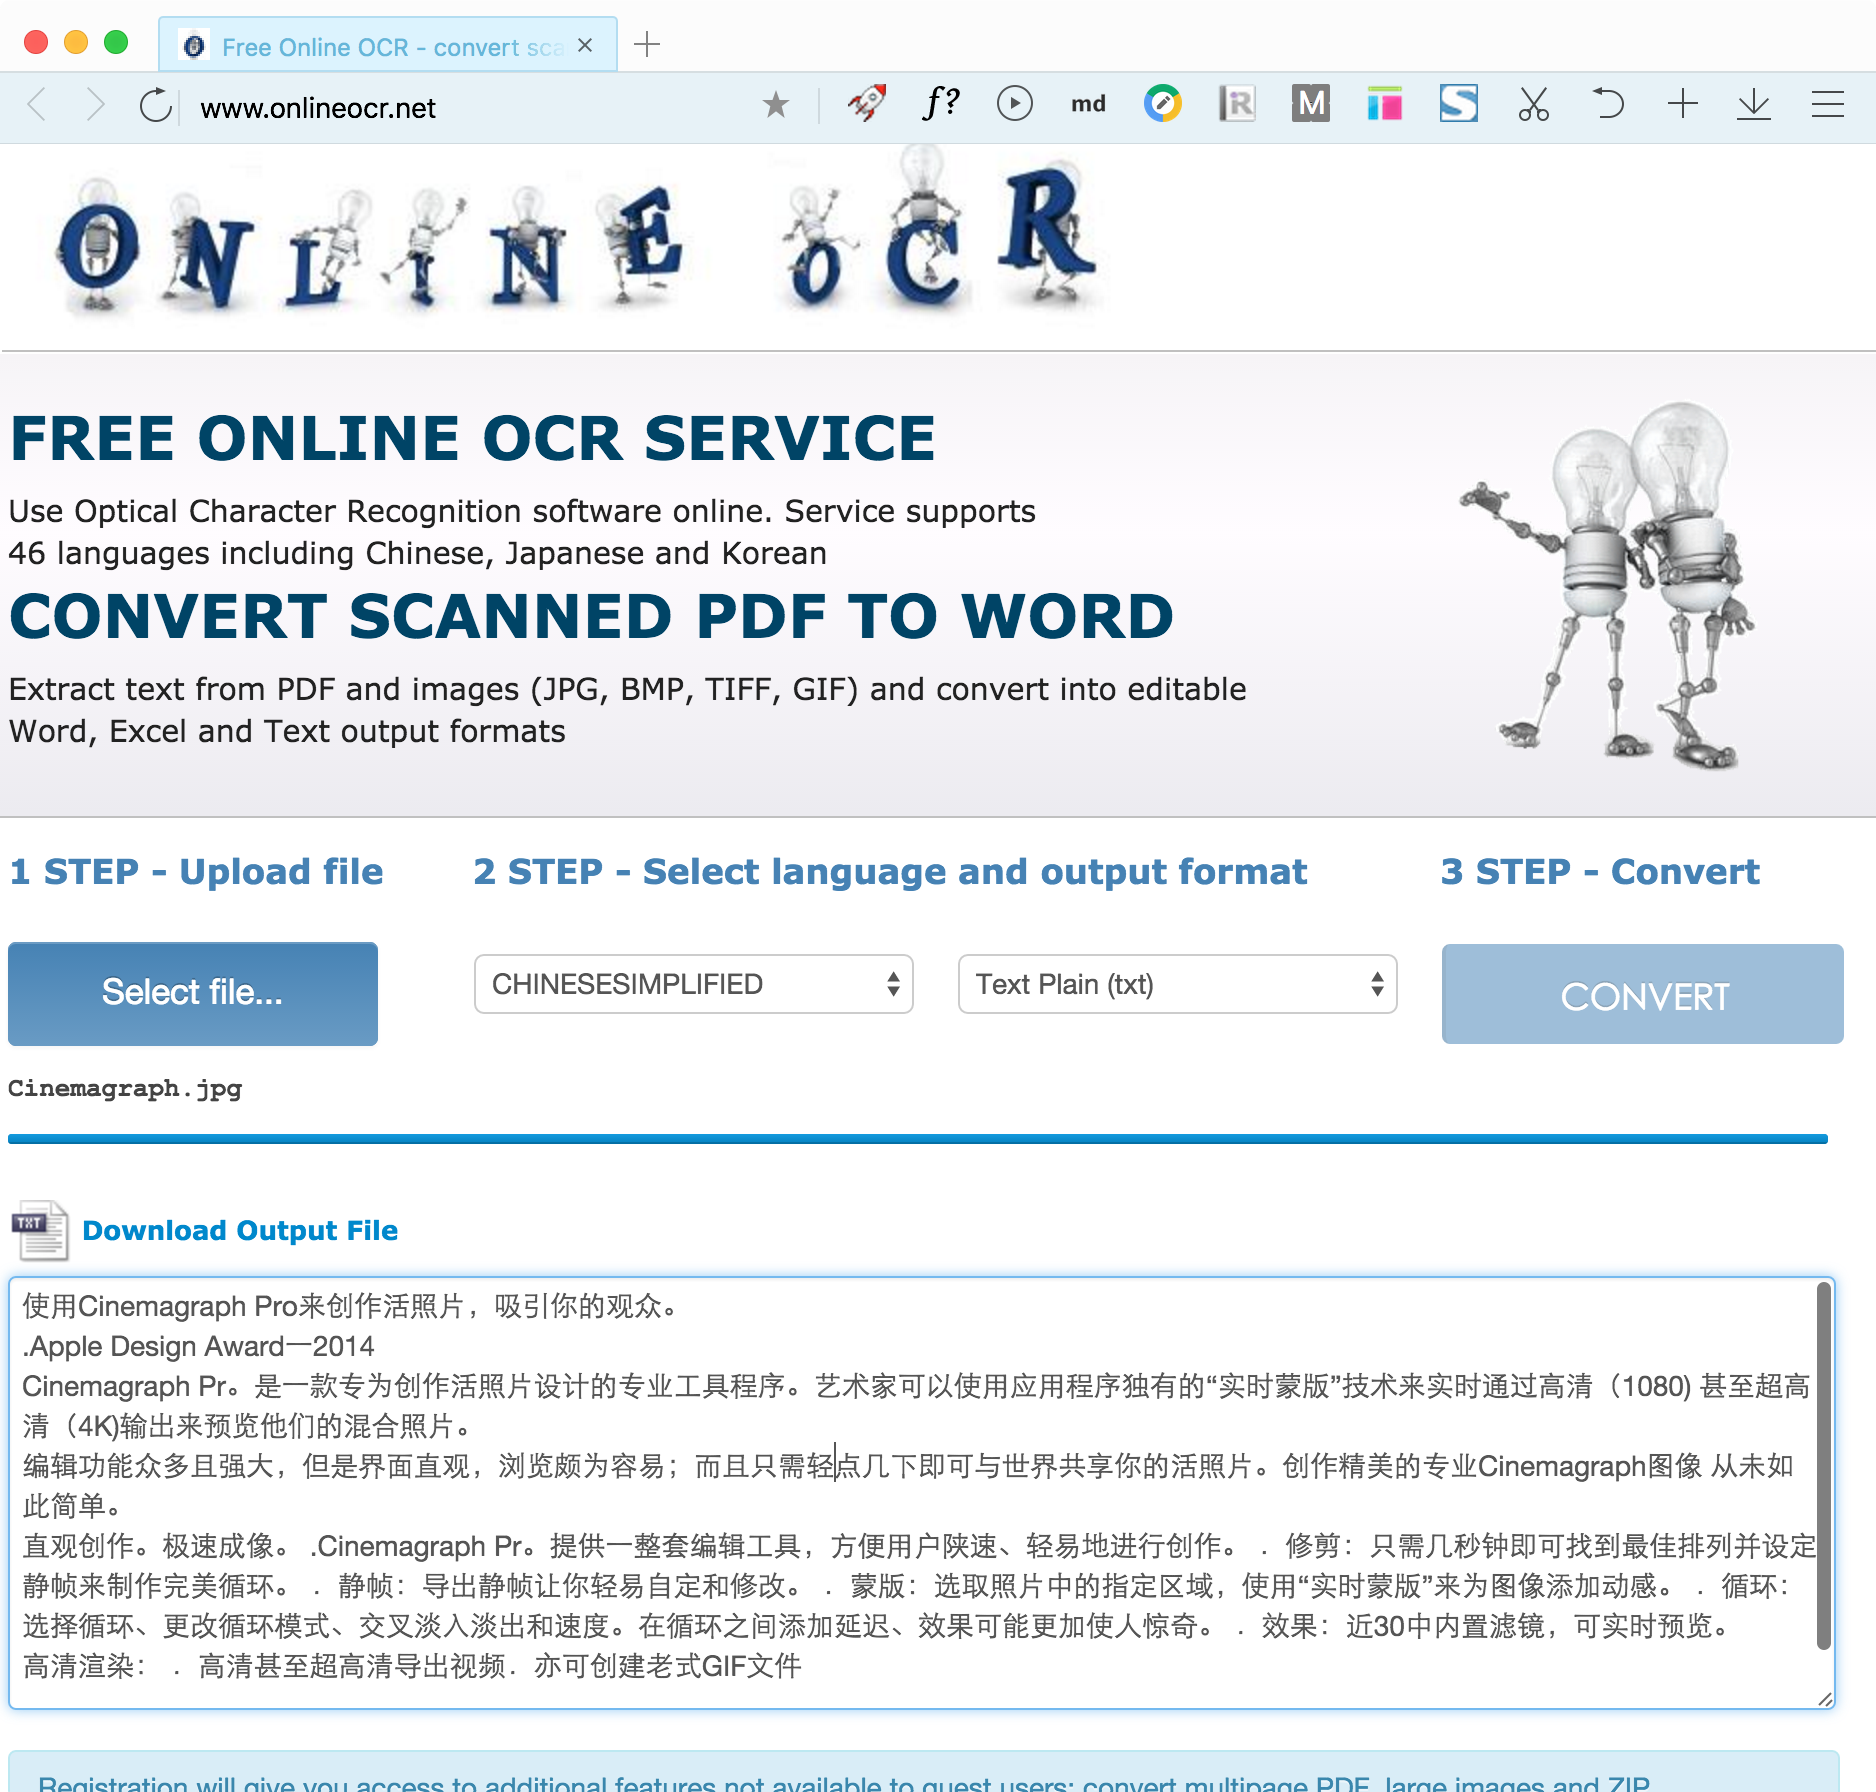 Free Online OCR - convert sca
www.onlineocr.net
f?
md
R
M
S
ONLINE OCR
FREE ONLINE OCR SERVICE
Use Optical Character Recognition software online. Service supports
46 languages including Chinese, Japanese and Korean
CONVERT SCANNED PDF TO WORD
Extract text from PDF and images (JPG, BMP, TIFF, GIF) and convert into editable
Word, Excel and Text output formats
1 STEP - Upload file
2 STEP - Select language and output format
3 STEP - Convert
Select file...
CHINESESIMPLIFIED
Text Plain (txt)
CONVERT
Cinemagraph.jpg
TXT
Download Output File
使用Cinemagraph Pro来创作活照片，吸引你的观众。
.Apple Design Award一2014
Cinemagraph Pr。是一款专为创作活照片设计的专业工具程序。艺术家可以使用应用程序独有的“实时蒙版”技术来实时通过高清（1080) 甚至超高
清（4K)输出来预览他们的混合照片。
编辑功能众多且强大，但是界面直观，浏览颇为容易；而且只需轻点几下即可与世界共享你的活照片。创作精美的专业Cinemagraph图像 从未如
此简单。
直观创作。极速成像。 .Cinemagraph Pr。提供一整套编辑工具，方便用户陕速、轻易地进行创作。 ．修剪：只需几秒钟即可找到最佳排列并设定
静帧来制作完美循环。 ．静帧：导出静帧让你轻易自定和修改。 ．蒙版：选取照片中的指定区域，使用“实时蒙版”来为图像添加动感。 ．循环：
选择循环、更改循环模式、交叉淡入淡出和速度。在循环之间添加延迟、效果可能更加使人惊奇。 ．效果：近30中内置滤镜，可实时预览。
高清渲染： ．高清甚至超高清导出视频．亦可创建老式GIF文件
Registration will give you access to additional features not available to guest users: convert multipage PDF, large images and ZIP